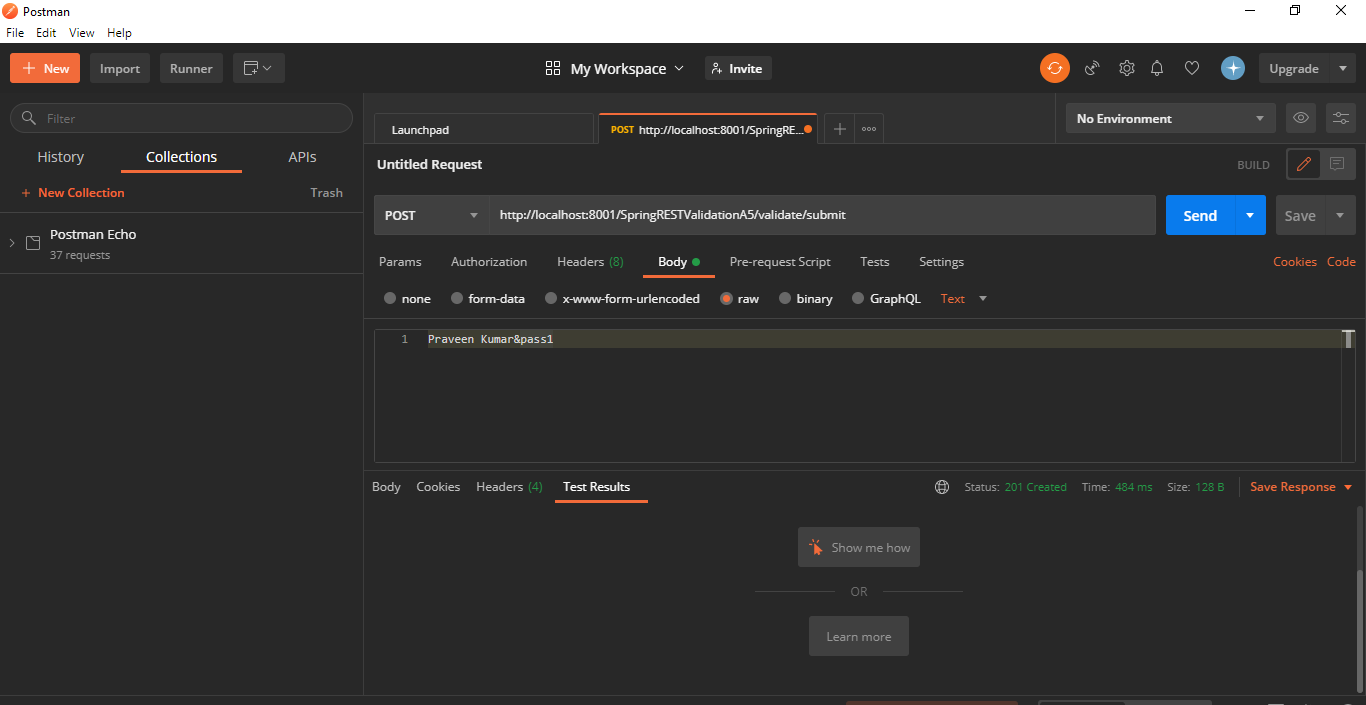 Postman
File Edit View Help
New Import Runner My Workspace Invite Upgrade
Filter
History Collections APIs
+ New Collection Trash
Postman Echo
37 requests
Launchpad POST http://localhost:8001/SpringRE... No Environment
Untitled Request BUILD
POST http://localhost:8001/SpringRESTValidationA5/validate/submit Send Save
Params Authorization Headers (8) Body Pre-request Script Tests Settings Cookies Code
none form-data x-www-form-urlencoded raw binary GraphQL Text
1 Praveen Kumar&pass1
Body Cookies Headers (4) Test Results Status: 201 Created Time: 484 ms Size: 128 B Save Response
Show me how
OR
Learn more